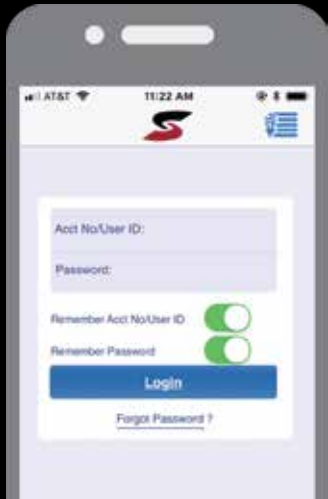 AT&T 11:22 AM
Acct No/User ID:
Password:
Remember Acct No/User ID
Remember Password
Login
Forgot Password ?